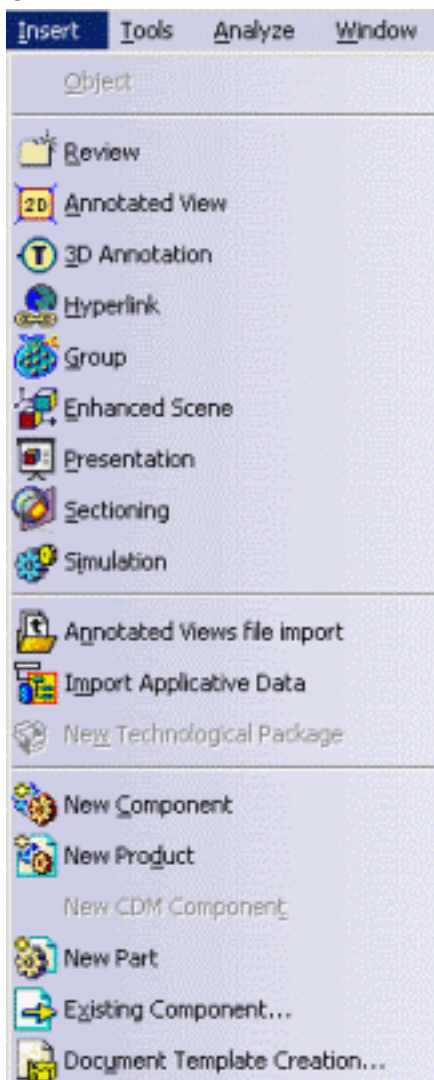 Insert Tools Analyze Window
Object
Review
2D Annotated View
T 3D Annotation
Hyperlink
Group
Enhanced Scene
Presentation
Sectioning
Simulation
Annotated Views file import
Import Applicative Data
New Technological Package
New Component
New Product
New CDM Component
New Part
Existing Component...
Document Template Creation...